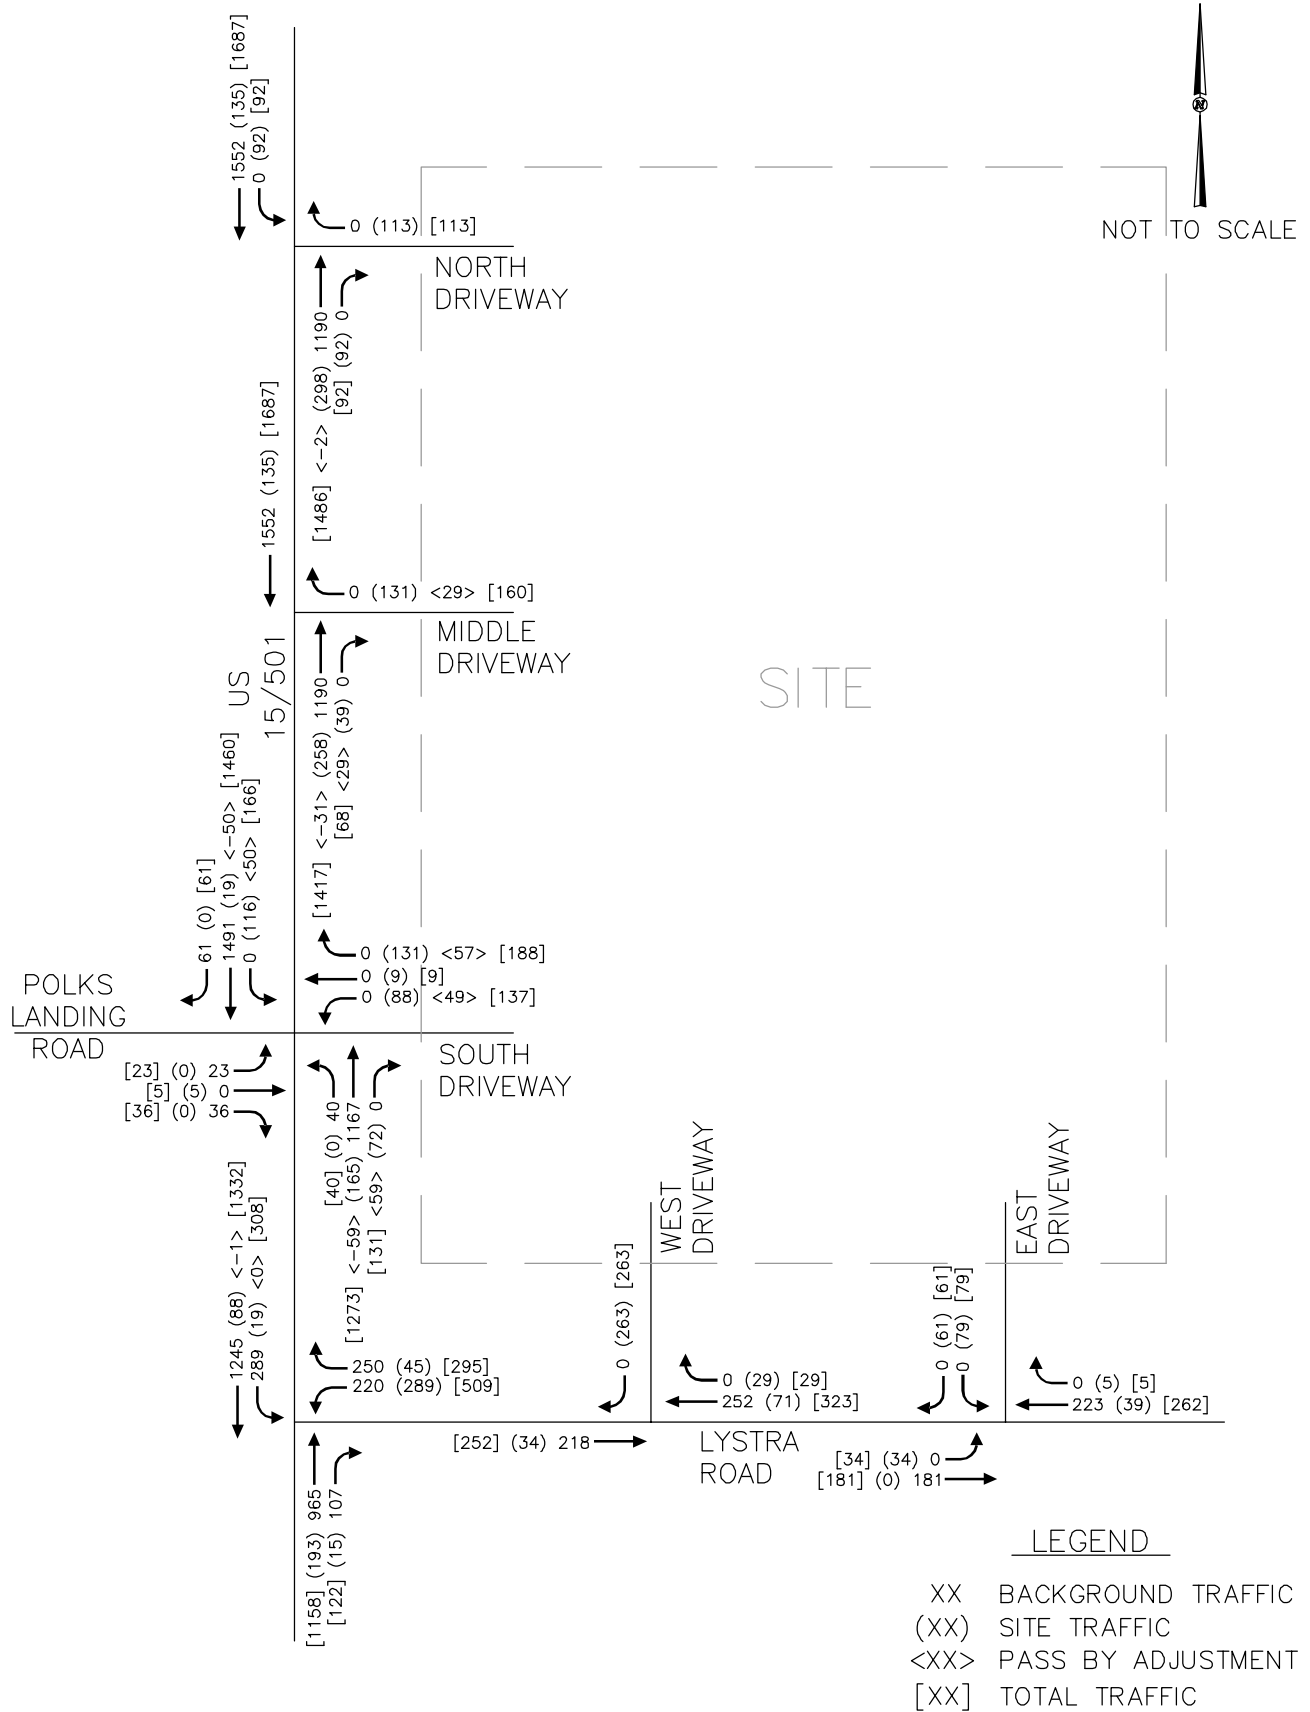 1552 (135) [1687]
0 (92) [92]
0 (113) [113]
N
NOT TO SCALE
NORTH
DRIVEWAY
[1486] <-2> (298) 1190
[92] (92) 0
1552 (135) [1687]
0 (131) <29> [160]
MIDDLE
DRIVEWAY
US
15/501
SITE
[1417] <-31> (258) 1190
[68] <29> (39) 0
61 (0) [61]
1491 (19) <-50> [1460]
0 (116) <50> [166]
0 (131) <57> [188]
0 (9) [9]
0 (88) <49> [137]
POLKS
LANDING
ROAD
SOUTH
DRIVEWAY
[23] (0) 23
[5] (5) 0
[36] (0) 36
[40] (0) 40
[1273] <-59> (165) 1167
[131] <59> (72) 0
1245 (88) <-1> [1332]
289 (19) <0> [308]
WEST
DRIVEWAY
EAST
DRIVEWAY
0 (263) [263]
0 (61) [61]
0 (79) [79]
250 (45) [295]
220 (289) [509]
0 (29) [29]
252 (71) [323]
0 (5) [5]
223 (39) [262]
[252] (34) 218
LYSTRA
ROAD
[34] (34) 0
[181] (0) 181
[1158] (193) 965
[122] (15) 107
LEGEND
XX BACKGROUND TRAFFIC
(XX) SITE TRAFFIC
<XX> PASS BY ADJUSTMENT
[XX] TOTAL TRAFFIC